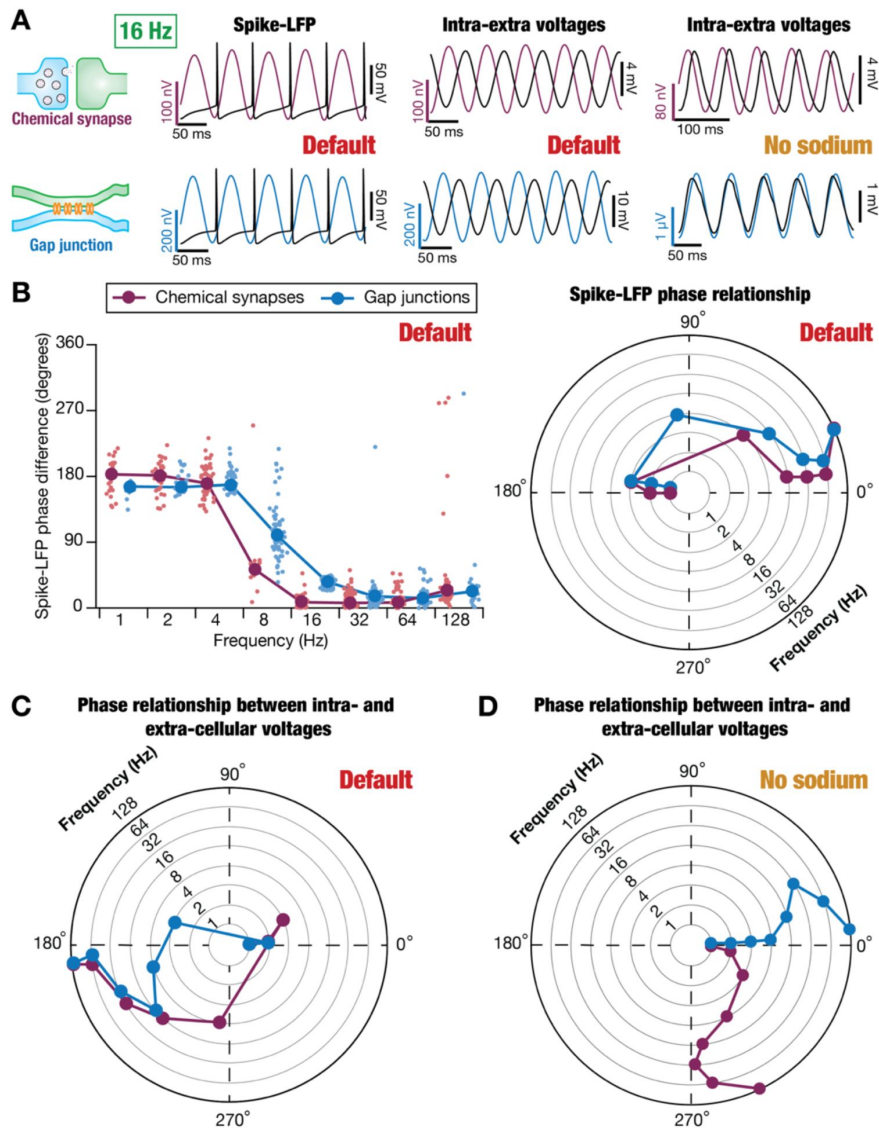 A
16 Hz
Spike-LFP
Intra-extra voltages
Intra-extra voltages
Chemical synapse
100 nV
50 mV
50 ms
100 nV
4 mV
50 ms
80 nV
4 mV
100 ms
Default
Default
No sodium
Gap junction
200 nV
50 mV
50 ms
200 nV
10 mV
50 ms
1 µV
1 mV
50 ms
B
Chemical synapses
Gap junctions
Default
Spike-LFP phase difference (degrees)
360
270
180
90
0
1
2
4
8
16
32
64
128
Frequency (Hz)
Spike-LFP phase relationship
Default
90°
180°
0°
270°
1
2
4
8
16
32
64
128
Frequency (Hz)
C
Phase relationship between intra- and
extra-cellular voltages
Default
Frequency (Hz)
128
64
32
16
8
4
2
1
90°
180°
0°
270°
D
Phase relationship between intra- and
extra-cellular voltages
No sodium
Frequency (Hz)
128
64
32
16
8
4
2
1
90°
180°
0°
270°